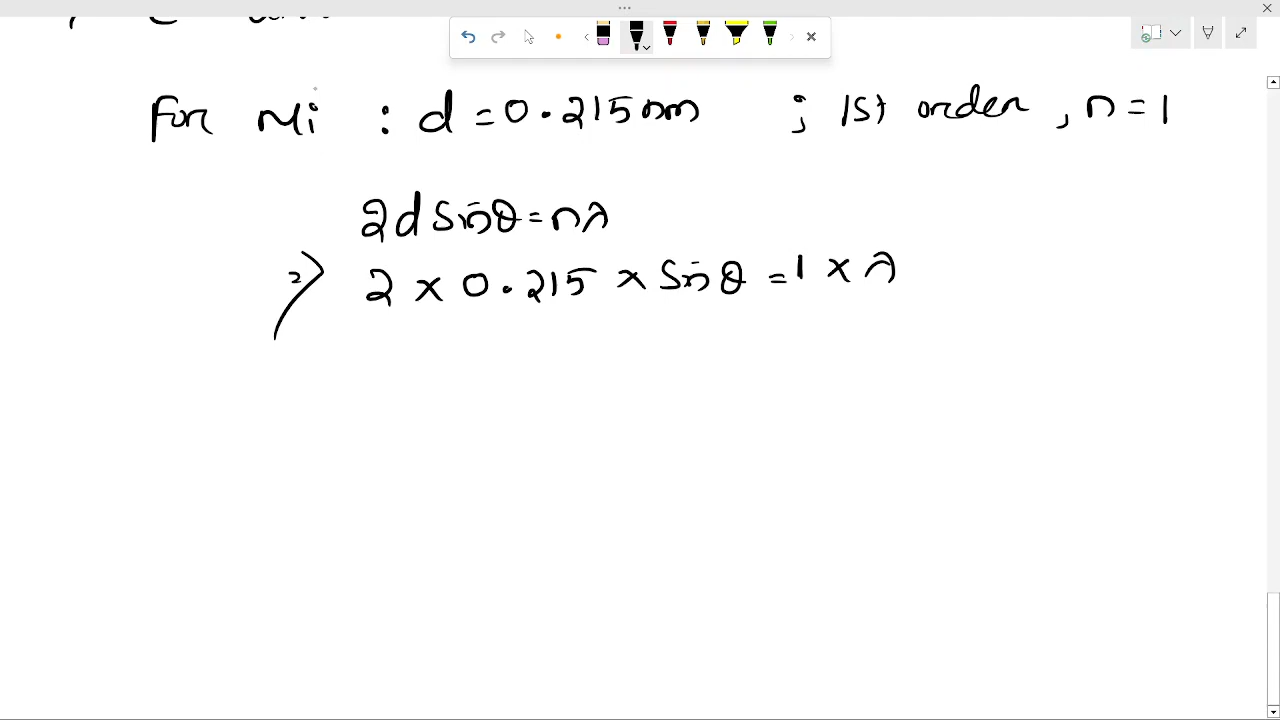 For Ni : d = 0.215 nm ; 1st order , n = 1
2d sinθ = nλ
⇒ 2 × 0.215 × sinθ = 1 × λ